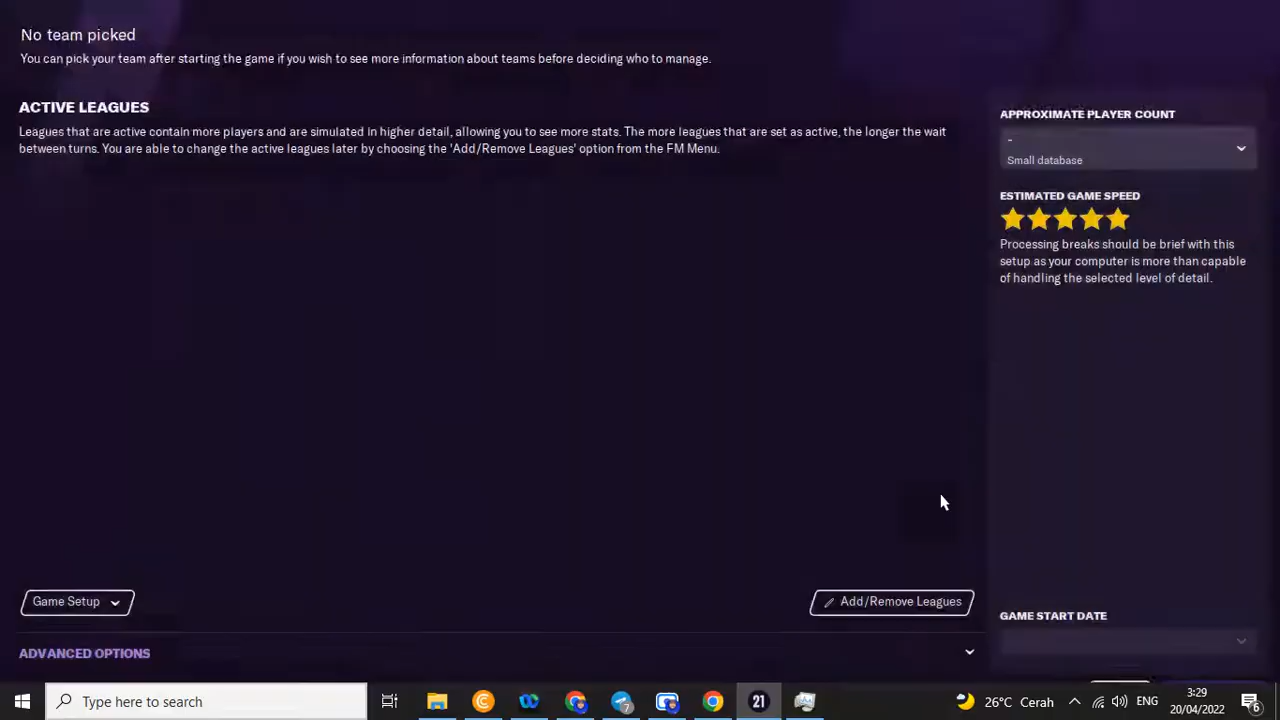 No team picked
You can pick your team after starting the game if you wish to see more information about teams before deciding who to manage.
ACTIVE LEAGUES
Leagues that are active contain more players and are simulated in higher detail, allowing you to see more stats. The more leagues that are set as active, the longer the wait
between turns. You are able to change the active leagues later by choosing the 'Add/Remove Leagues' option from the FM Menu.
APPROXIMATE PLAYER COUNT
-
Small database
ESTIMATED GAME SPEED
Processing breaks should be brief with this
setup as your computer is more than capable
of handling the selected level of detail.
Game Setup
Add/Remove Leagues
GAME START DATE
ADVANCED OPTIONS
Type here to search
7
21
26°C Cerah
ENG
3:29
20/04/2022
6